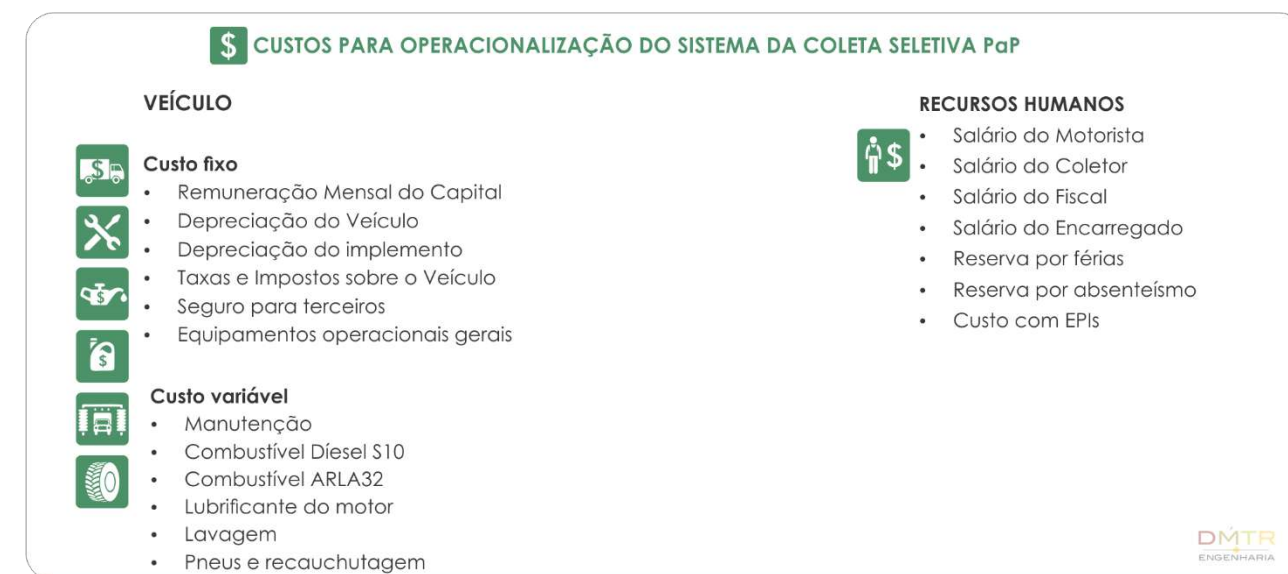 $ CUSTOS PARA OPERACIONALIZAÇÃO DO SISTEMA DA COLETA SELETIVA PaP
VEÍCULO
Custo fixo
• Remuneração Mensal do Capital
• Depreciação do Veículo
• Depreciação do implemento
• Taxas e Impostos sobre o Veículo
• Seguro para terceiros
• Equipamentos operacionais gerais
Custo variável
• Manutenção
• Combustível Díesel S10
• Combustível ARLA32
• Lubrificante do motor
• Lavagem
• Pneus e recauchutagem
RECURSOS HUMANOS
• Salário do Motorista
• Salário do Coletor
• Salário do Fiscal
• Salário do Encarregado
• Reserva por férias
• Reserva por absenteísmo
• Custo com EPIs
DMTR
ENGENHARIA